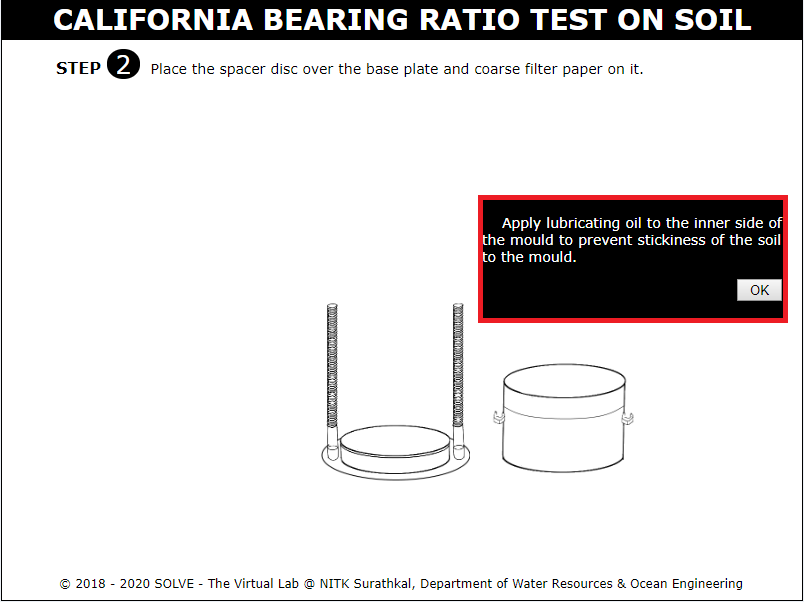 CALIFORNIA BEARING RATIO TEST ON SOIL
STEP 2 Place the spacer disc over the base plate and coarse filter paper on it.
Apply lubricating oil to the inner side of
the mould to prevent stickiness of the soil
to the mould.
OK
© 2018 - 2020 SOLVE - The Virtual Lab @ NITK Surathkal, Department of Water Resources & Ocean Engineering